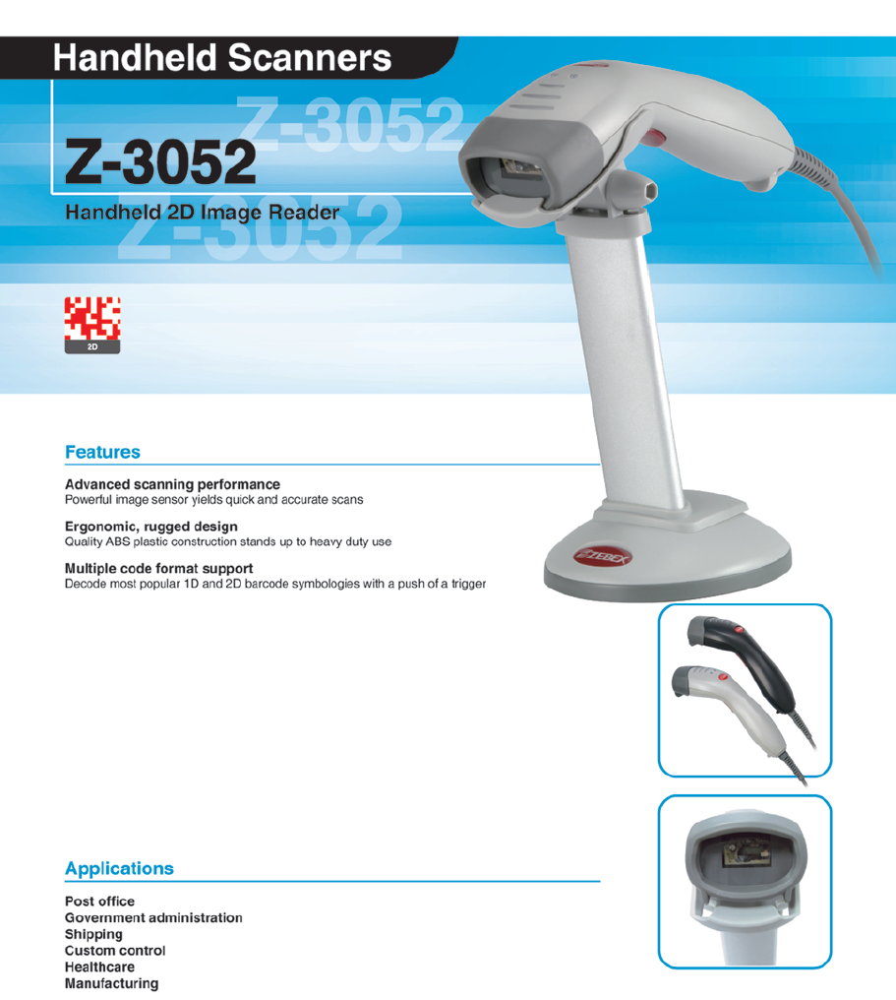 Handheld Scanners
Z-3052
Z-3052
Handheld 2D Image Reader
Z-3052
2D
Features
Advanced scanning performance
Powerful image sensor yields quick and accurate scans
Ergonomic, rugged design
Quality ABS plastic construction stands up to heavy duty use
Multiple code format support
Decode most popular 1D and 2D barcode symbologies with a push of a trigger
ZEBEX
Applications
Post office
Government administration
Shipping
Custom control
Healthcare
Manufacturing